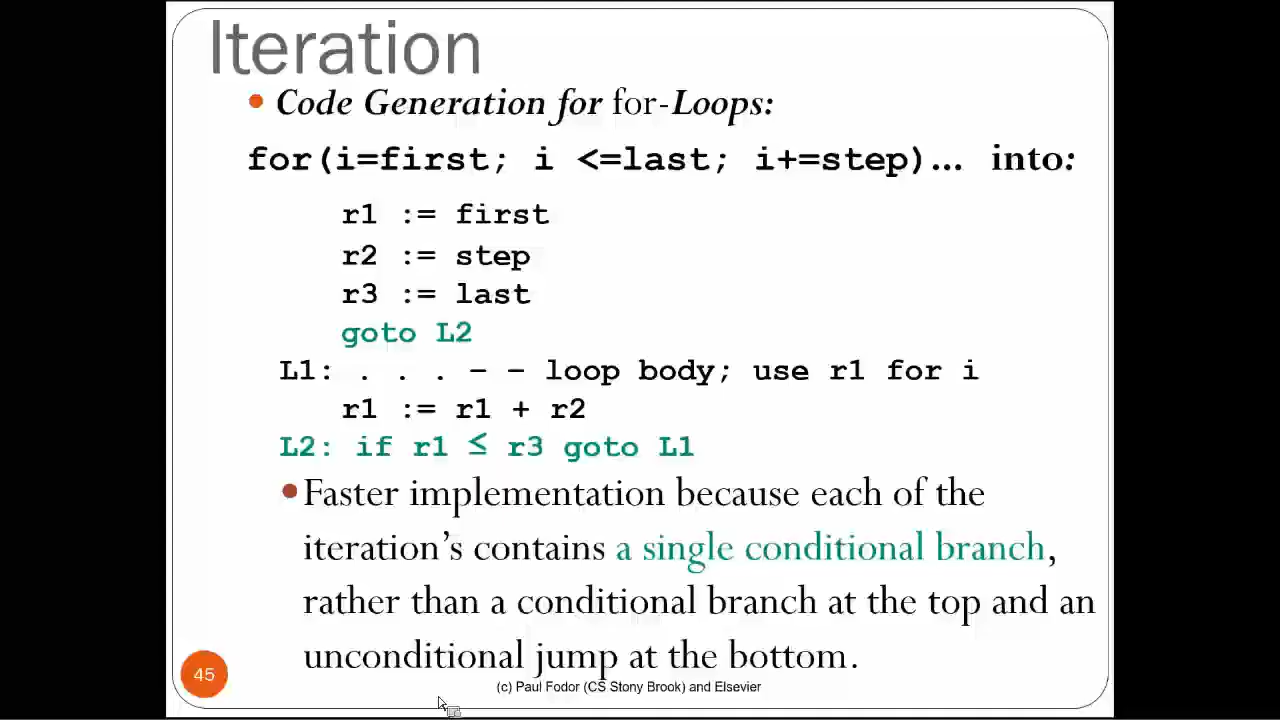 Iteration
• Code Generation for for-Loops:
for(i=first; i <=last; i+=step)… into:
r1 := first
r2 := step
r3 := last
goto L2
L1: . . . – – loop body; use r1 for i
r1 := r1 + r2
L2: if r1 ≤ r3 goto L1
• Faster implementation because each of the
iteration’s contains a single conditional branch,
rather than a conditional branch at the top and an
unconditional jump at the bottom.
45
(c) Paul Fodor (CS Stony Brook) and Elsevier